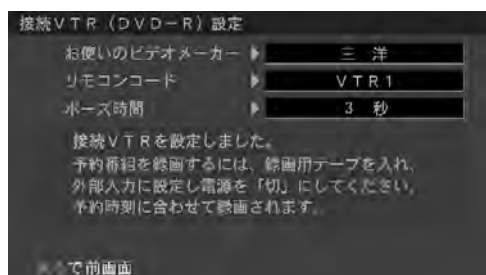 接続VTR(DVD-R)設定
お使いのビデオメーカー ▶ 三 洋
リモコンコード ▶ VTR1
ポーズ時間 ▶ 3 秒
接続VTRを設定しました。
予約番組を録画するには、録画用テープを入れ、
外部入力に設定し電源を「切」にしてください。
予約時刻に合わせて録画されます。
で前画面